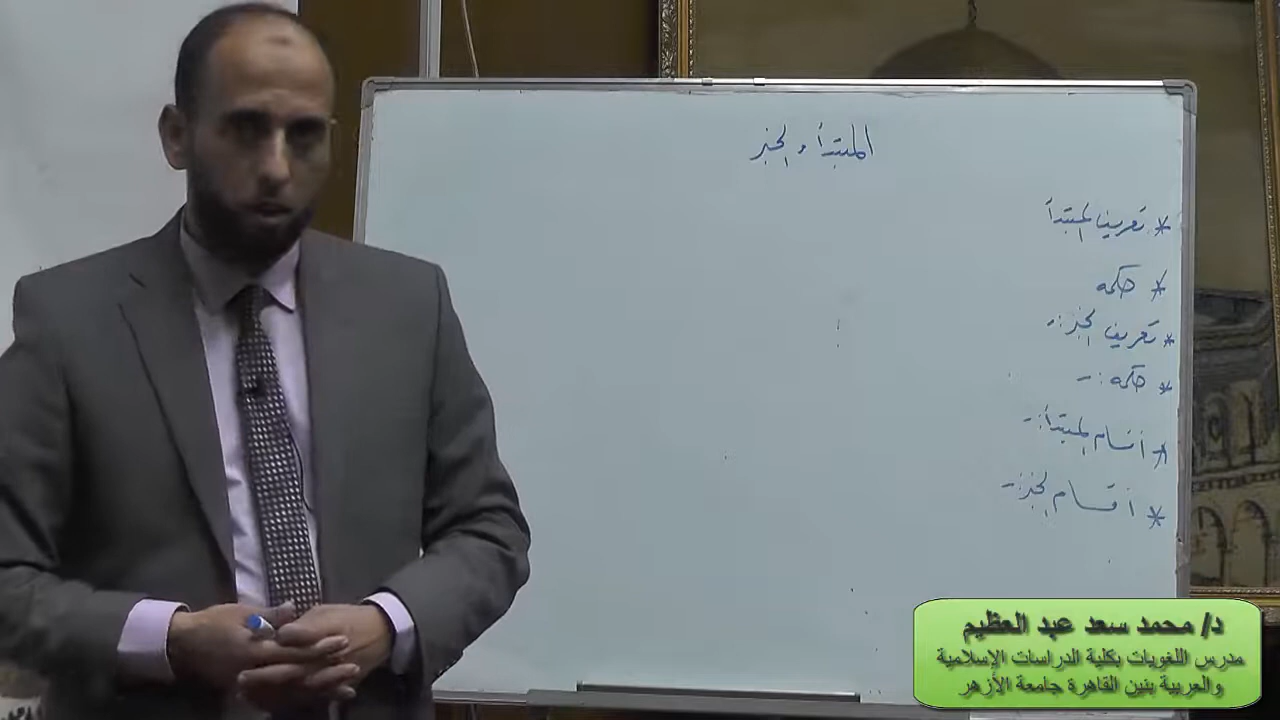 المبتدأ والخبر
* تعريف المبتدأ
* حكمه
* تعريف الخبر :-
* حكمه :-
* أقسام المبتدأ :-
* أقسام الخبر :-
د/ محمد سعد عبد العظيم
مدرس اللغويات بكلية الدراسات الإسلامية
والعربية بنين القاهرة جامعة الأزهر